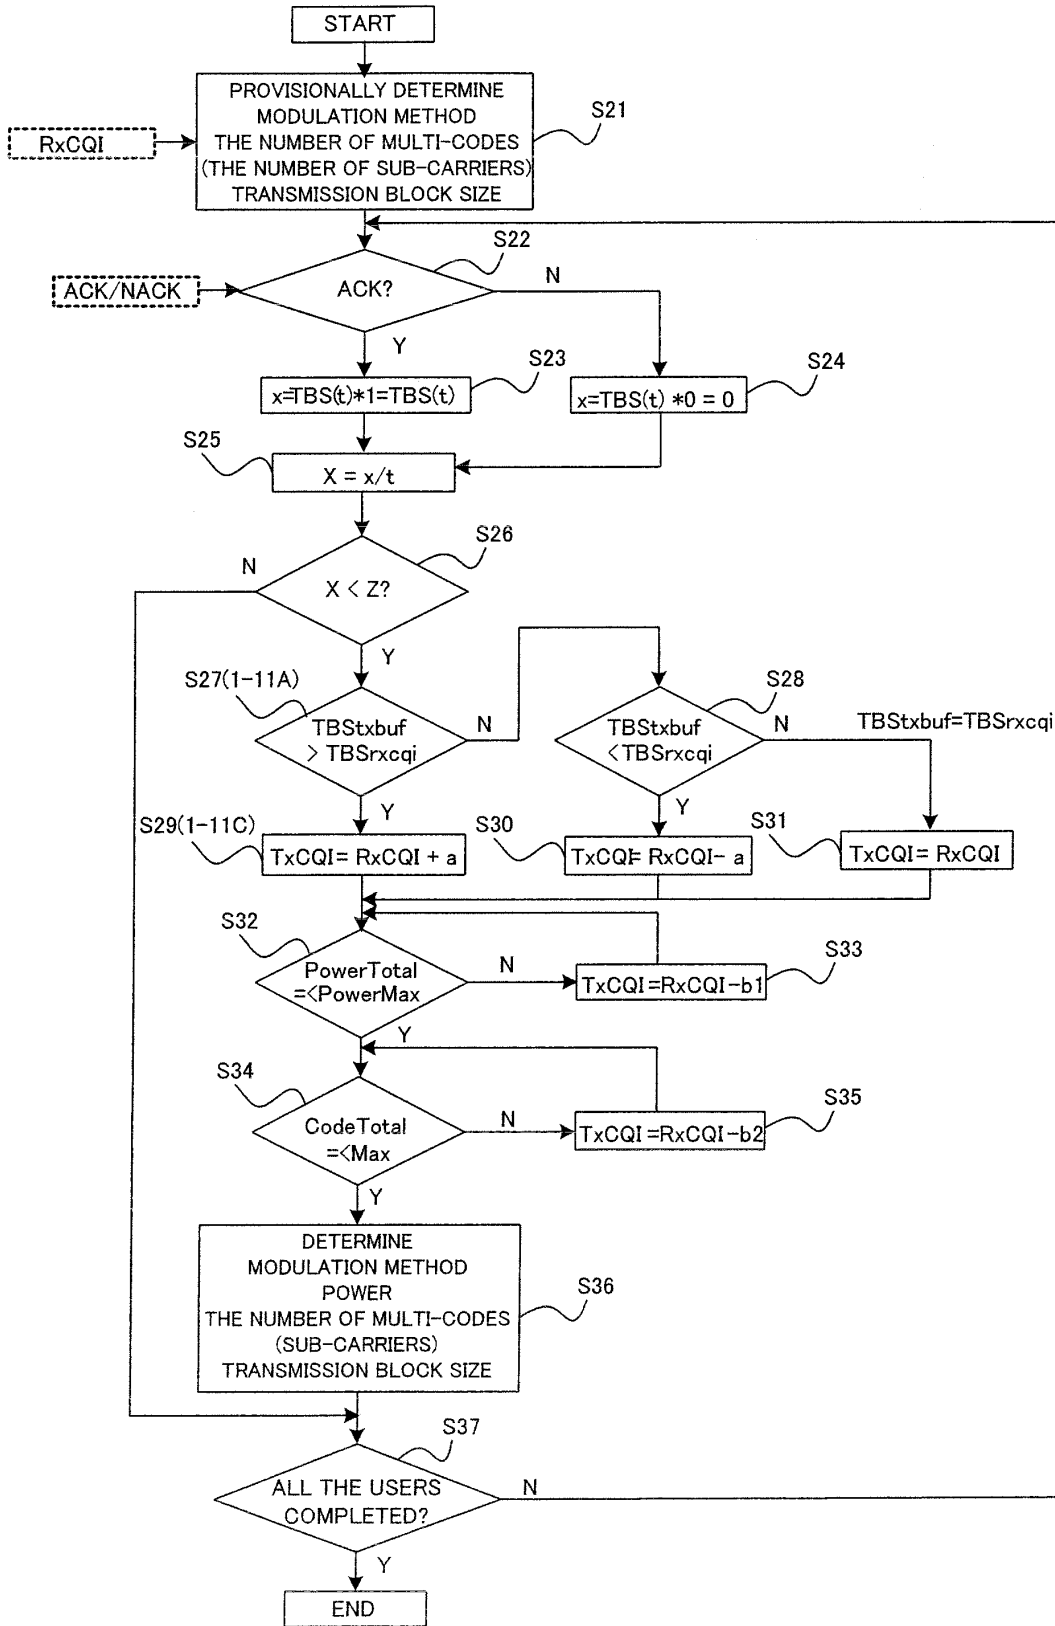 START
PROVISIONALLY DETERMINE
MODULATION METHOD
THE NUMBER OF MULTI-CODES
(THE NUMBER OF SUB-CARRIERS)
TRANSMISSION BLOCK SIZE
S21
RxCQI
S22
ACK/NACK
ACK?
N
Y
S23
x=TBS(t)*1=TBS(t)
S24
x=TBS(t) *0 = 0
S25
X = x/t
S26
N
X < Z?
Y
S27(1-11A)
TBStxbuf
> TBSrxcqi
N
S28
TBStxbuf
<TBSrxcqi
N
TBStxbuf=TBSrxcqi
Y
Y
S29(1-11C)
TxCQI= RxCQI + a
S30
TxCQI= RxCQI- a
S31
TxCQI= RxCQI
S32
PowerTotal
=<PowerMax
N
S33
TxCQI=RxCQI-b1
Y
S34
CodeTotal
=<Max
N
S35
TxCQI=RxCQI-b2
Y
DETERMINE
MODULATION METHOD
POWER
THE NUMBER OF MULTI-CODES
(SUB-CARRIERS)
TRANSMISSION BLOCK SIZE
S36
S37
ALL THE USERS
COMPLETED?
N
Y
END